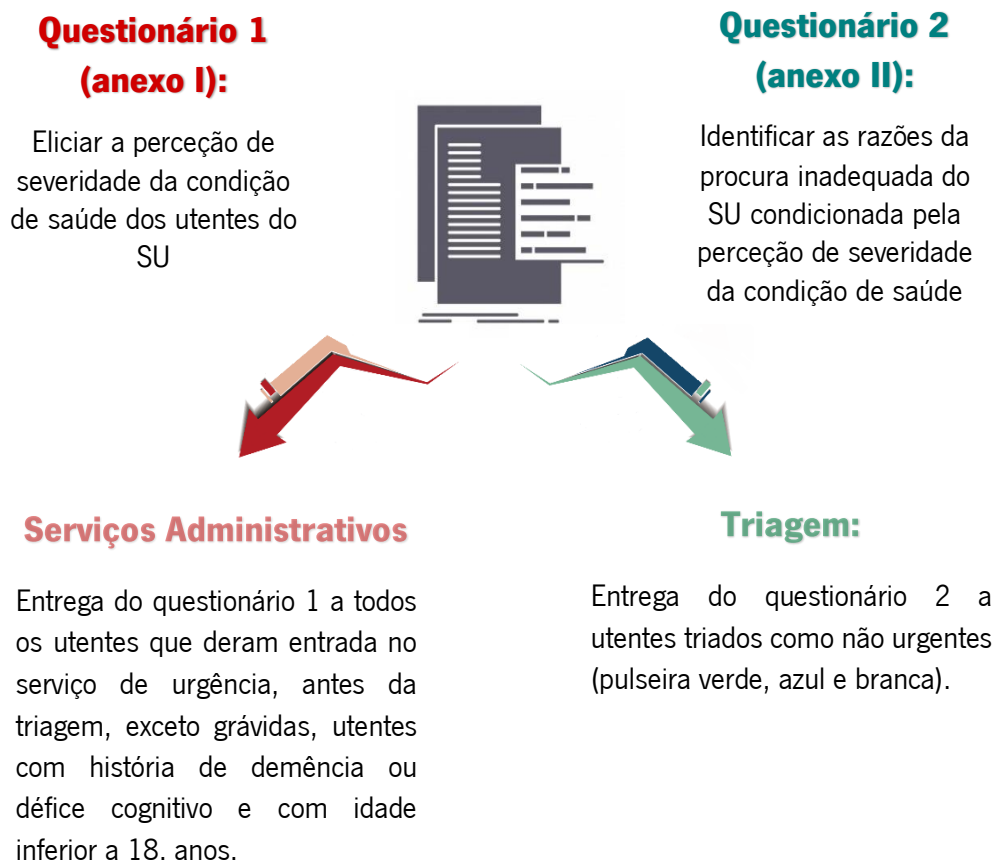 Questionário 1
(anexo I):
Eliciar a perceção de
severidade da condição
de saúde dos utentes do
SU
Questionário 2
(anexo II):
Identificar as razões da
procura inadequada do
SU condicionada pela
perceção de severidade
da condição de saúde
Serviços Administrativos
Entrega do questionário 1 a todos
os utentes que deram entrada no
serviço de urgência, antes da
triagem, exceto grávidas, utentes
com história de demência ou
défice cognitivo e com idade
inferior a 18. anos.
Triagem:
Entrega do questionário 2 a
utentes triados como não urgentes
(pulseira verde, azul e branca).